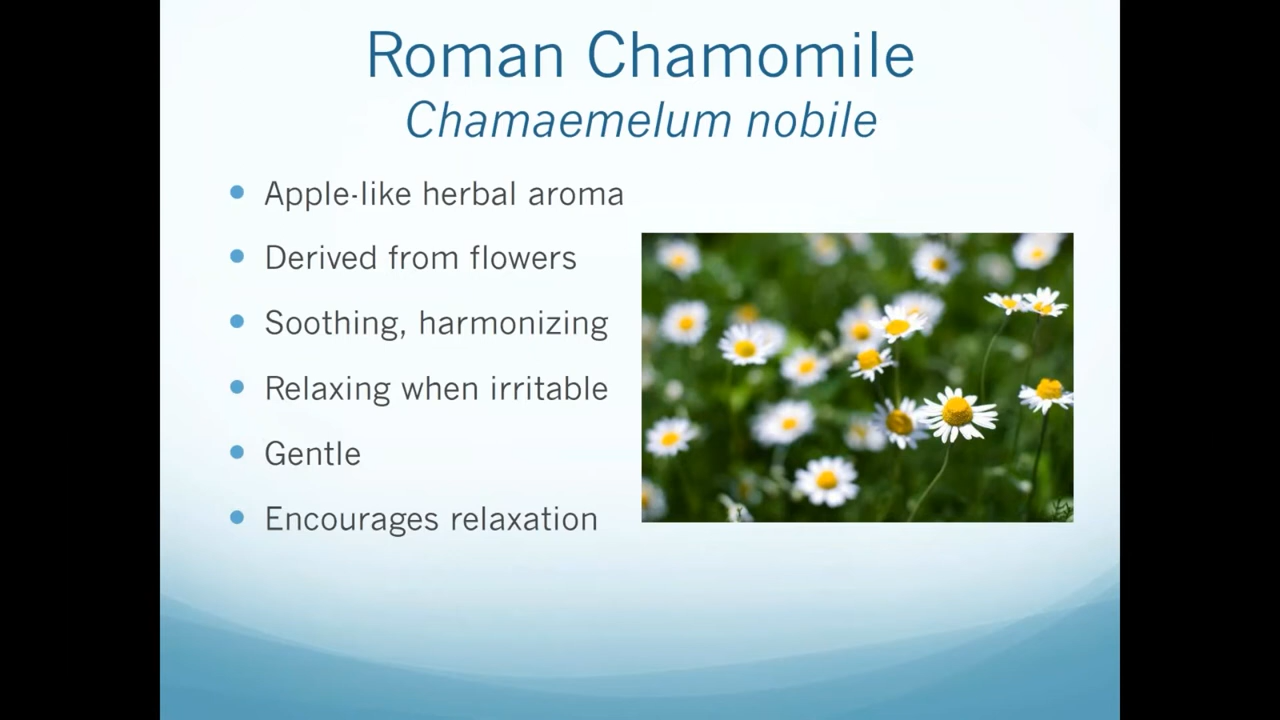 Roman Chamomile
Chamaemelum nobile
Apple-like herbal aroma
Derived from flowers
Soothing, harmonizing
Relaxing when irritable
Gentle
Encourages relaxation